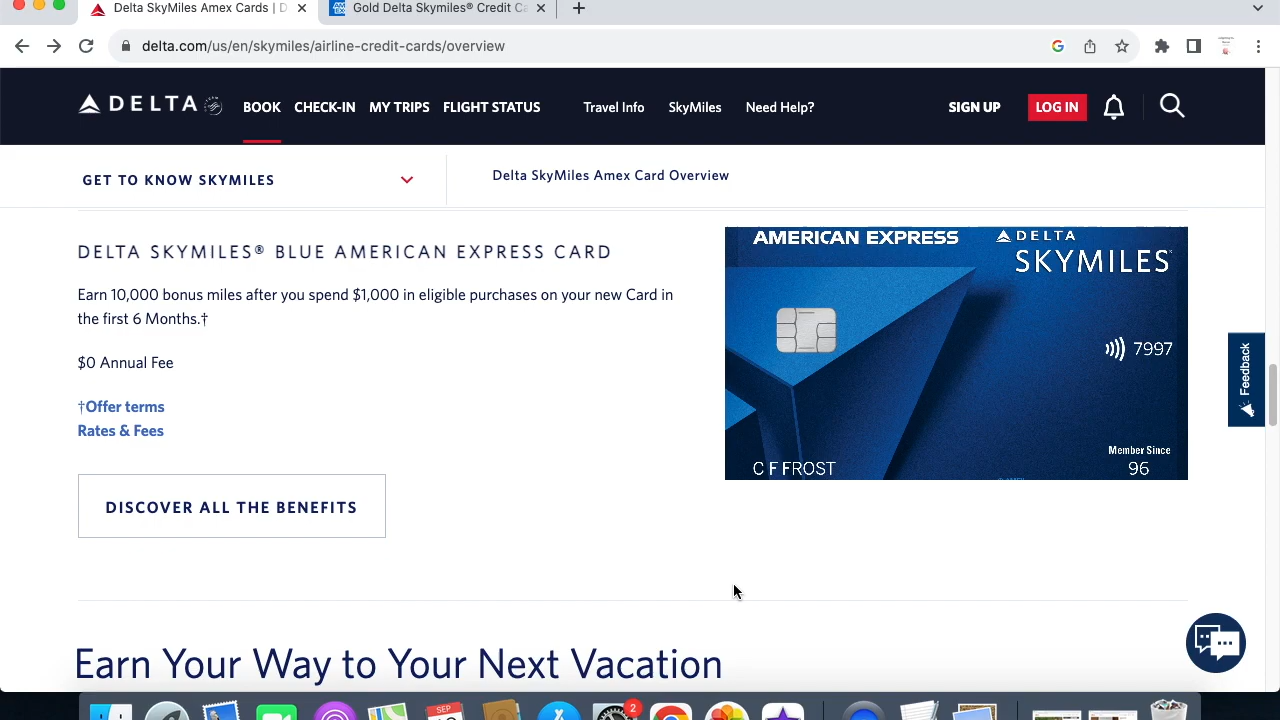 Delta SkyMiles Amex Cards | D
Gold Delta Skymiles® Credit Ca
delta.com/us/en/skymiles/airline-credit-cards/overview
DELTA
BOOK CHECK-IN MY TRIPS FLIGHT STATUS Travel Info SkyMiles Need Help? SIGN UP LOG IN
GET TO KNOW SKYMILES
Delta SkyMiles Amex Card Overview
DELTA SKYMILES® BLUE AMERICAN EXPRESS CARD
Earn 10,000 bonus miles after you spend $1,000 in eligible purchases on your new Card in
the first 6 Months.†
$0 Annual Fee
†Offer terms
Rates & Fees
DISCOVER ALL THE BENEFITS
AMERICAN EXPRESS
DELTA
SKYMILES
7997
Member Since
C F FROST
96
Feedback
Earn Your Way to Your Next Vacation
SEP
2